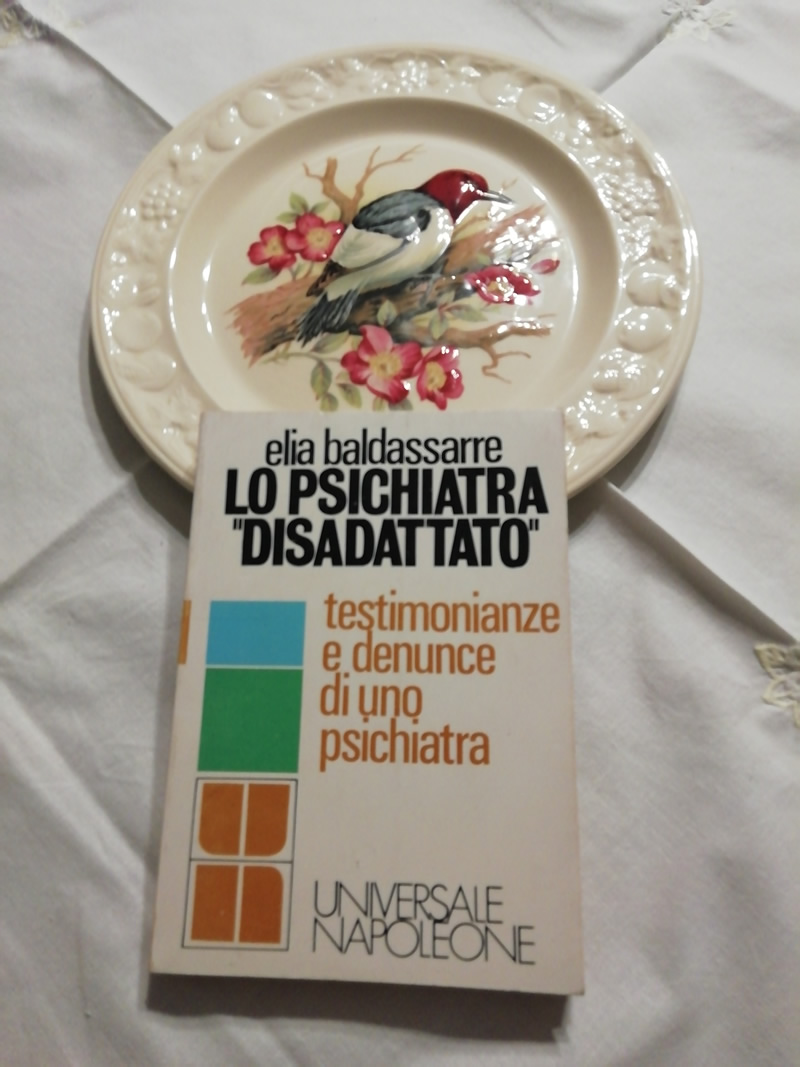 elia baldassarre
LO PSICHIATRA
"DISADATTATO"
testimonianze
e denunce
di uno
psichiatra
UNIVERSALE
NAPOLEONE